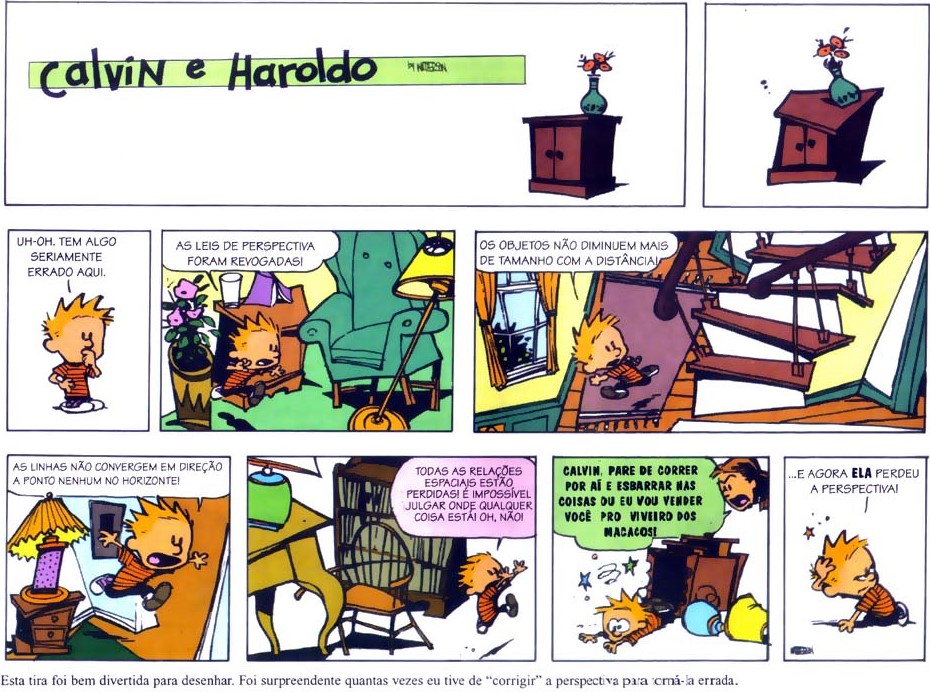 Calvin e Haroldo
by WATTERSON
UH-OH. TEM ALGO
SERIAMENTE
ERRADO AQUI.
AS LEIS DE PERSPECTIVA
FORAM REVOGADAS!
OS OBJETOS NÃO DIMINUEM MAIS
DE TAMANHO COM A DISTÂNCIA!
AS LINHAS NÃO CONVERGEM EM DIREÇÃO
A PONTO NENHUM NO HORIZONTE!
TODAS AS RELAÇÕES
ESPACIAIS ESTÃO
PERDIDAS! É IMPOSSÍVEL
JULGAR ONDE QUALQUER
COISA ESTÁ! OH, NÃO!
CALVIN, PARE DE CORRER
POR AÍ E ESBARRAR NAS
COISAS OU EU VOU VENDER
VOCÊ PRO VIVEIRO DOS
MACACOS!
...E AGORA ELA PERDEU
A PERSPECTIVA!
WATTERSON
Esta tira foi bem divertida para desenhar. Foi surpreendente quantas vezes eu tive de “corrigir” a perspectiva para torná-la errada.